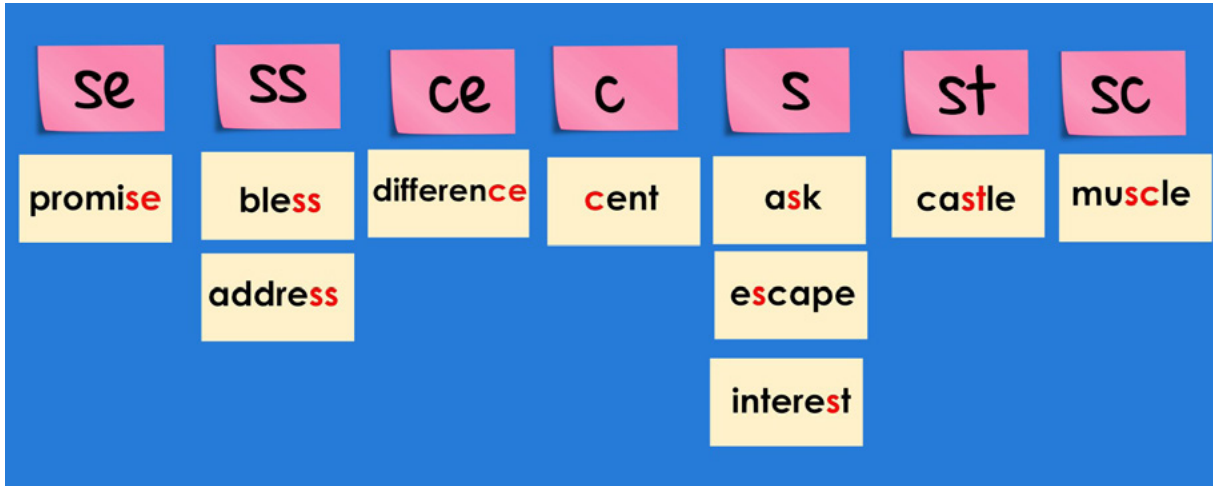 se ss ce c s st sc
promise bless difference cent ask castle muscle
address escape
interest